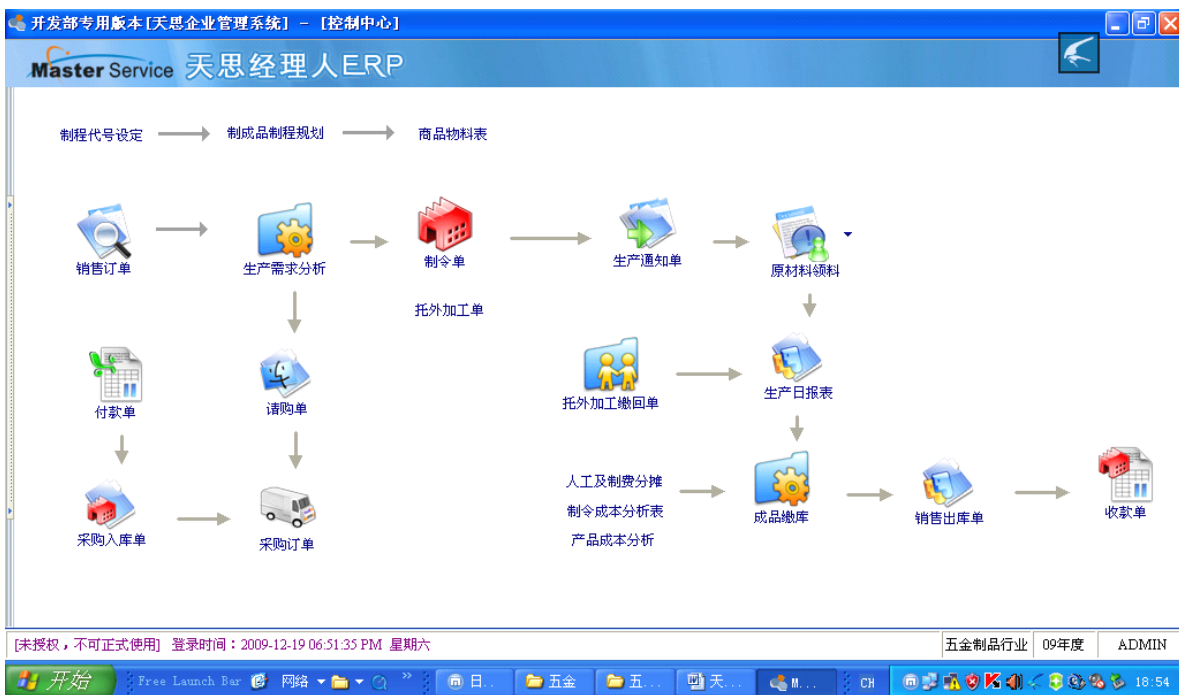 开发部专用版本[天思企业管理系统] - [控制中心]
Master Service 天思经理人ERP
制程代号设定 制成品制程规划 商品物料表
销售订单 生产需求分析 制令单 生产通知单 原材料领料
托外加工单
付款单 请购单 托外加工缴回单 生产日报表
人工及制费分摊
制令成本分析表
产品成本分析
采购入库单 采购订单 成品缴库 销售出库单 收款单
[未授权，不可正式使用] 登录时间：2009-12-19 06:51:35 PM 星期六 五金制品行业 09年度 ADMIN
开始 Free Launch Bar 网络 » 日.. 五金 五... 天... M... CH 18:54